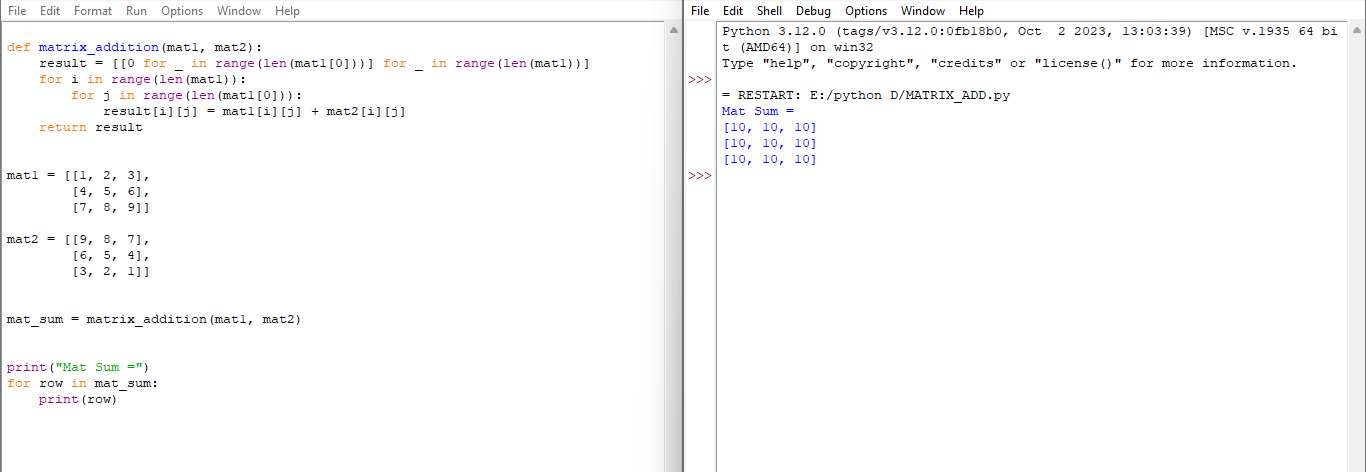 File Edit Format Run Options Window Help
def matrix_addition(mat1, mat2):
    result = [[0 for _ in range(len(mat1[0]))] for _ in range(len(mat1))]
    for i in range(len(mat1)):
        for j in range(len(mat1[0])):
            result[i][j] = mat1[i][j] + mat2[i][j]
    return result
mat1 = [[1, 2, 3],
        [4, 5, 6],
        [7, 8, 9]]
mat2 = [[9, 8, 7],
        [6, 5, 4],
        [3, 2, 1]]
mat_sum = matrix_addition(mat1, mat2)
print("Mat Sum =")
for row in mat_sum:
    print(row)
File Edit Shell Debug Options Window Help
Python 3.12.0 (tags/v3.12.0:0fb18b0, Oct  2 2023, 13:03:39) [MSC v.1935 64 bi
t (AMD64)] on win32
Type "help", "copyright", "credits" or "license()" for more information.
>>>
= RESTART: E:/python D/MATRIX_ADD.py
Mat Sum =
[10, 10, 10]
[10, 10, 10]
[10, 10, 10]
>>>